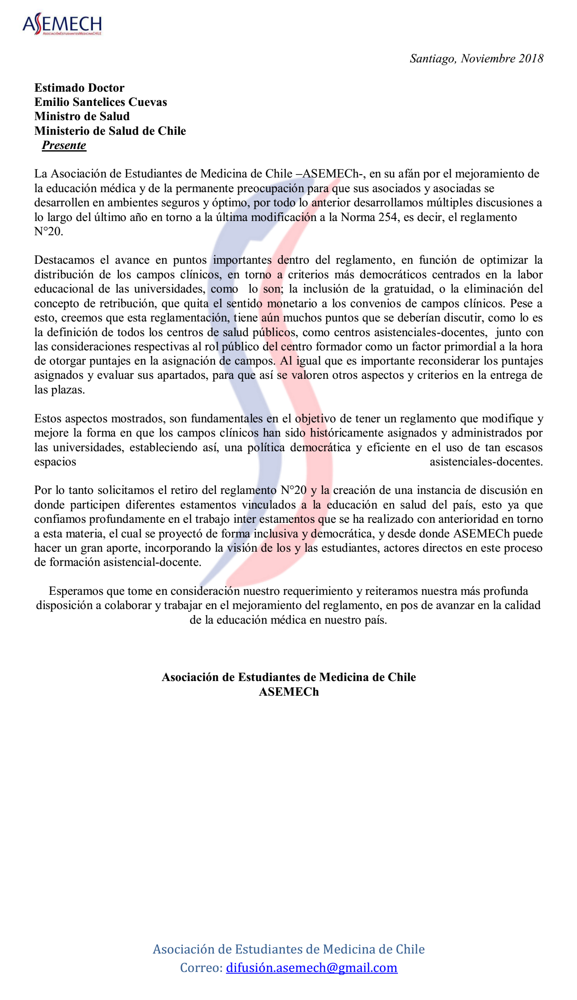 ASEMECH
ASOCIACIÓNESTUDIANTESMEDICINACHILE
Santiago, Noviembre 2018
Estimado Doctor
Emilio Santelices Cuevas
Ministro de Salud
Ministerio de Salud de Chile
Presente
La Asociación de Estudiantes de Medicina de Chile –ASEMECh-, en su afán por el mejoramiento de
la educación médica y de la permanente preocupación para que sus asociados y asociadas se
desarrollen en ambientes seguros y óptimo, por todo lo anterior desarrollamos múltiples discusiones a
lo largo del último año en torno a la última modificación a la Norma 254, es decir, el reglamento
N°20.
Destacamos el avance en puntos importantes dentro del reglamento, en función de optimizar la
distribución de los campos clínicos, en torno a criterios más democráticos centrados en la labor
educacional de las universidades, como lo son; la inclusión de la gratuidad, o la eliminación del
concepto de retribución, que quita el sentido monetario a los convenios de campos clínicos. Pese a
esto, creemos que esta reglamentación, tiene aún muchos puntos que se deberían discutir, como lo es
la definición de todos los centros de salud públicos, como centros asistenciales-docentes, junto con
las consideraciones respectivas al rol público del centro formador como un factor primordial a la hora
de otorgar puntajes en la asignación de campos. Al igual que es importante reconsiderar los puntajes
asignados y evaluar sus apartados, para que así se valoren otros aspectos y criterios en la entrega de
las plazas.
Estos aspectos mostrados, son fundamentales en el objetivo de tener un reglamento que modifique y
mejore la forma en que los campos clínicos han sido históricamente asignados y administrados por
las universidades, estableciendo así, una política democrática y eficiente en el uso de tan escasos
espacios asistenciales-docentes.
Por lo tanto solicitamos el retiro del reglamento N°20 y la creación de una instancia de discusión en
donde participen diferentes estamentos vinculados a la educación en salud del país, esto ya que
confiamos profundamente en el trabajo inter estamentos que se ha realizado con anterioridad en torno
a esta materia, el cual se proyectó de forma inclusiva y democrática, y desde donde ASEMECh puede
hacer un gran aporte, incorporando la visión de los y las estudiantes, actores directos en este proceso
de formación asistencial-docente.
Esperamos que tome en consideración nuestro requerimiento y reiteramos nuestra más profunda
disposición a colaborar y trabajar en el mejoramiento del reglamento, en pos de avanzar en la calidad
de la educación médica en nuestro país.
Asociación de Estudiantes de Medicina de Chile
ASEMECh
Asociación de Estudiantes de Medicina de Chile
Correo: difusión.asemech@gmail.com